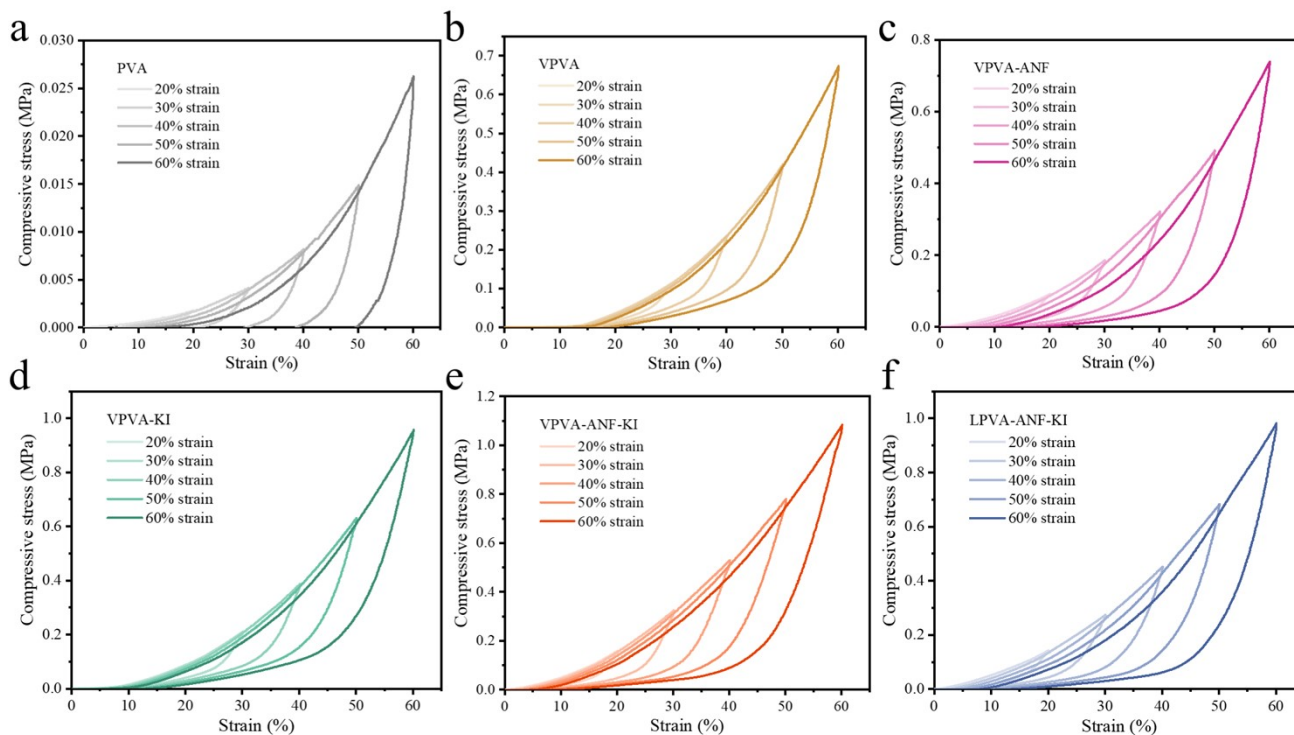 a
PVA
20% strain
30% strain
40% strain
50% strain
60% strain
0.030
0.025
0.020
0.015
0.010
0.005
0.000
0 10 20 30 40 50 60
Strain (%)
Compressive stress (MPa)
b
VPVA
20% strain
30% strain
40% strain
50% strain
60% strain
0.7
0.6
0.5
0.4
0.3
0.2
0.1
0.0
0 10 20 30 40 50 60
Strain (%)
Compressive stress (MPa)
c
VPVA-ANF
20% strain
30% strain
40% strain
50% strain
60% strain
0.8
0.6
0.4
0.2
0.0
0 10 20 30 40 50 60
Strain (%)
Compressive stress (MPa)
d
VPVA-KI
20% strain
30% strain
40% strain
50% strain
60% strain
1.0
0.8
0.6
0.4
0.2
0.0
0 10 20 30 40 50 60
Strain (%)
Compressive stress (MPa)
e
VPVA-ANF-KI
20% strain
30% strain
40% strain
50% strain
60% strain
1.2
1.0
0.8
0.6
0.4
0.2
0.0
0 10 20 30 40 50 60
Strain (%)
Compressive stress (MPa)
f
LPVA-ANF-KI
20% strain
30% strain
40% strain
50% strain
60% strain
1.0
0.8
0.6
0.4
0.2
0.0
0 10 20 30 40 50 60
Strain (%)
Compressive stress (MPa)